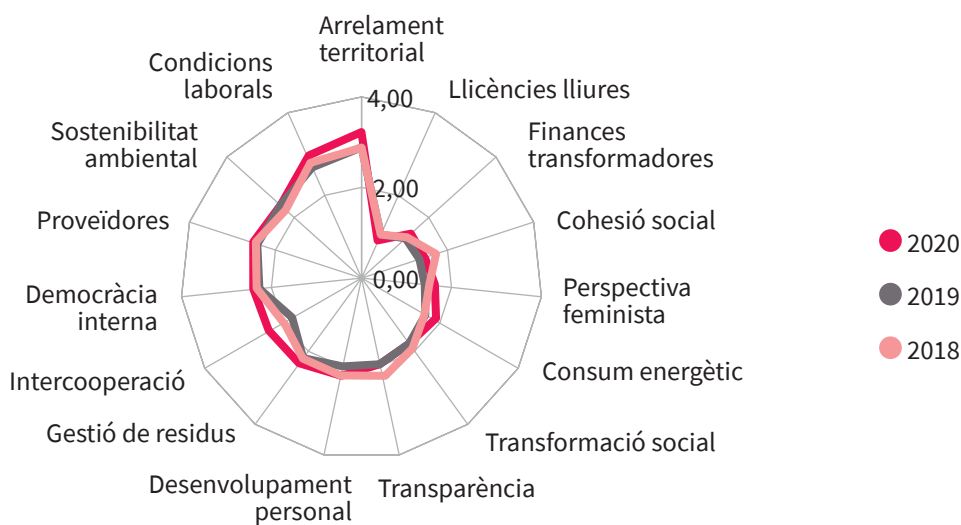 Arrelament
territorial
Llicències lliures
Finances
transformadores
Cohesió social
Perspectiva
feminista
Consum energètic
Transformació social
Transparència
Desenvolupament
personal
Gestió de residus
Intercooperació
Democràcia
interna
Proveïdores
Sostenibilitat
ambiental
Condicions
laborals
4,00
2,00
0,00
2020
2019
2018